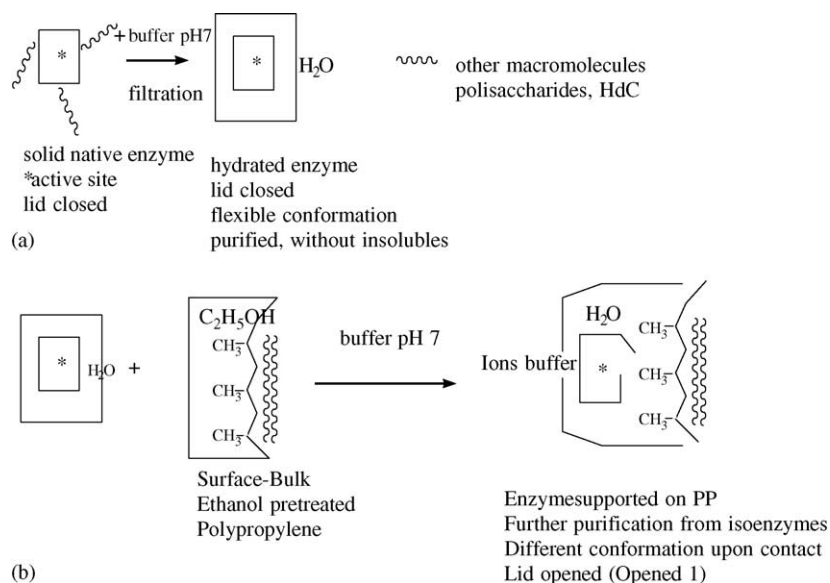 + buffer pH7
*
filtration
*
H₂O
other macromolecules
polisaccharides, HdC
solid native enzyme
*active site
lid closed
hydrated enzyme
lid closed
flexible conformation
purified, without insolubles
(a)
*
H₂O
+
C₂H₅OH
CH₃
CH₃
CH₃
Surface-Bulk
Ethanol pretreated
Polypropylene
buffer pH 7
Ions buffer
H₂O
*
CH₃
CH₃
CH₃
Enzymesupported on PP
Further purification from isoenzymes
Different conformation upon contact
Lid opened (Opened 1)
(b)